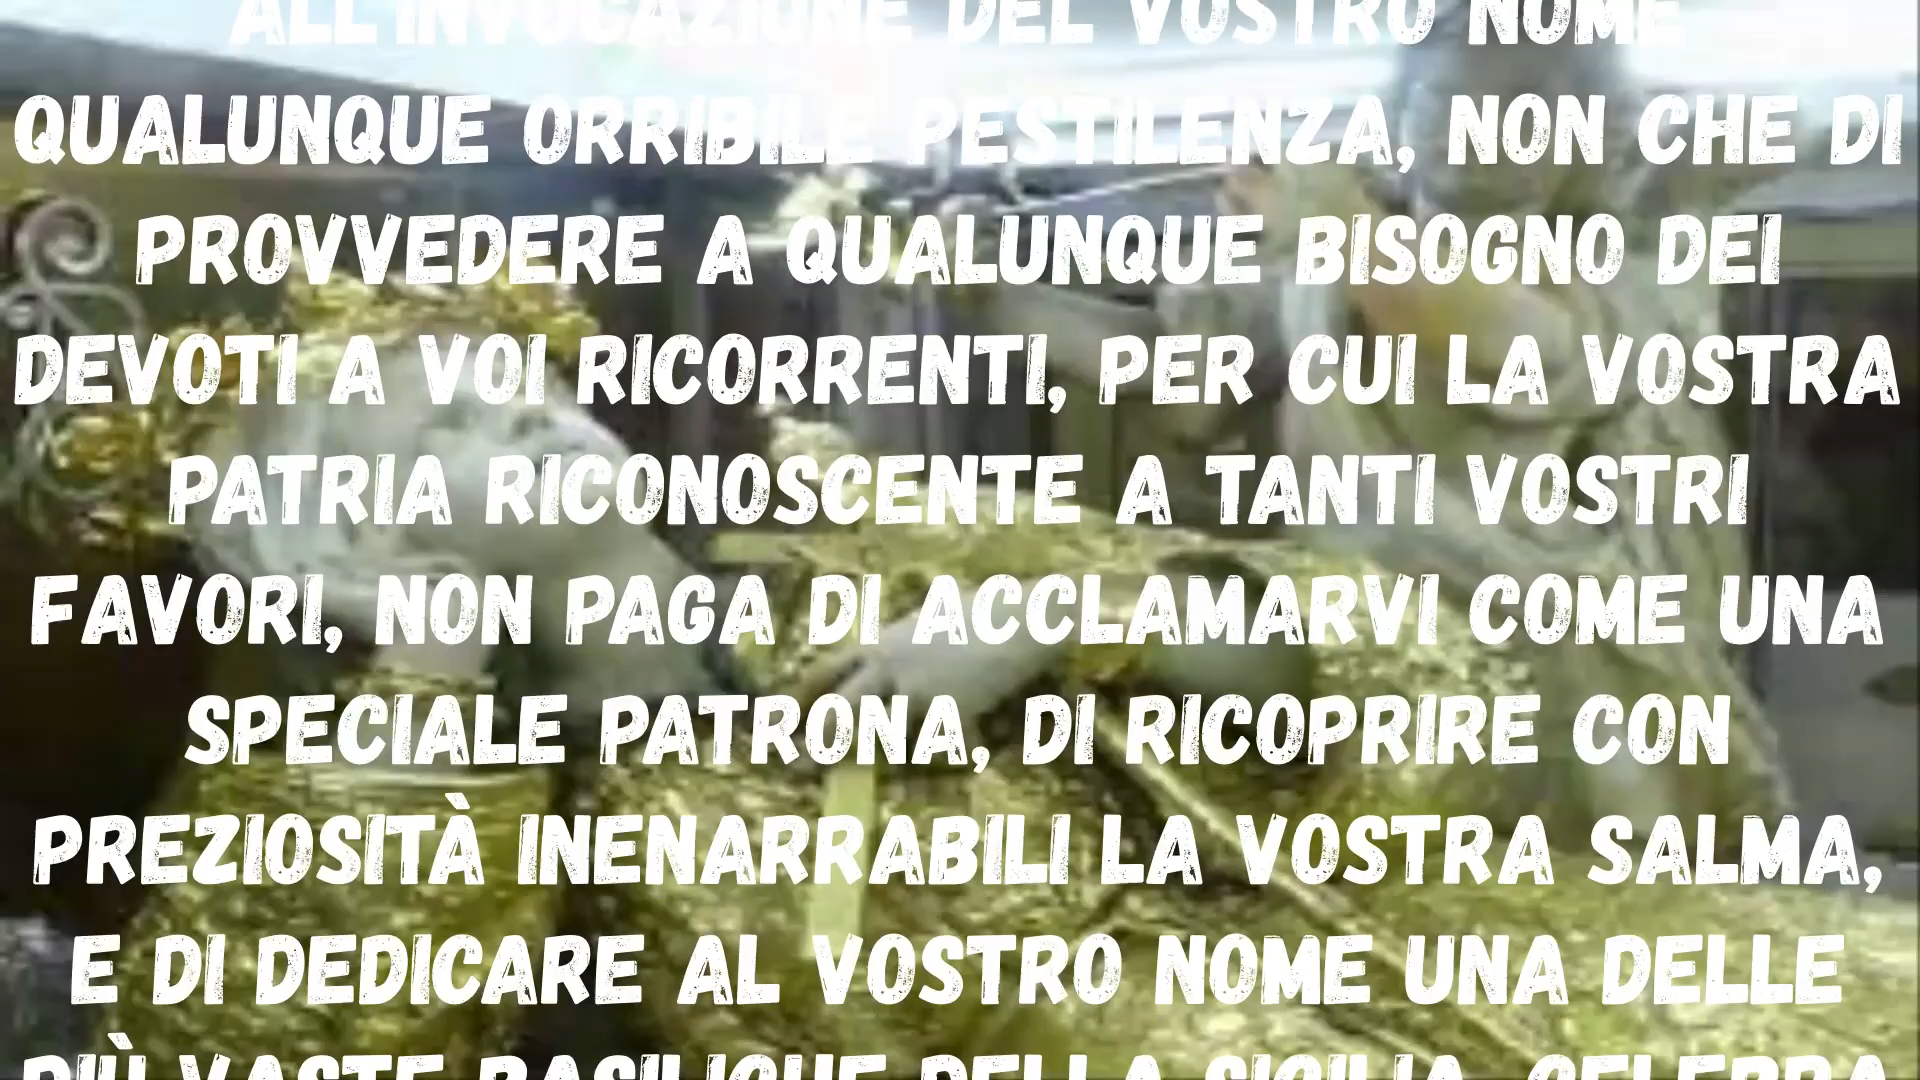 ALL'INVOCAZIONE DEL VOSTRO NOME
QUALUNQUE ORRIBILE PESTILENZA, NON CHE DI
PROVVEDERE A QUALUNQUE BISOGNO DEI
DEVOTI A VOI RICORRENTI, PER CUI LA VOSTRA
PATRIA RICONOSCENTE A TANTI VOSTRI
FAVORI, NON PAGA DI ACCLAMARVI COME UNA
SPECIALE PATRONA, DI RICOPRIRE CON
PREZIOSITÀ INENARRABILI LA VOSTRA SALMA,
E DI DEDICARE AL VOSTRO NOME UNA DELLE
PIÙ VASTE BASILICHE DELLA SICILIA, CELEBRA